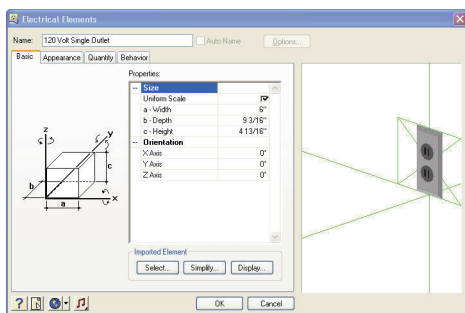 Electrical Elements
Name: 120 Volt Single Outlet Auto Name Options...
Basic Appearance Quantity Behavior
Properties:
Size
Uniform Scale
a - Width 6"
b - Depth 9 3/16"
c - Height 4 13/16"
Orientation
X Axis 0°
Y Axis 0°
Z Axis 0°
z
y
c
b
x
a
Imported Element
Select... Simplify... Display...
? OK Cancel